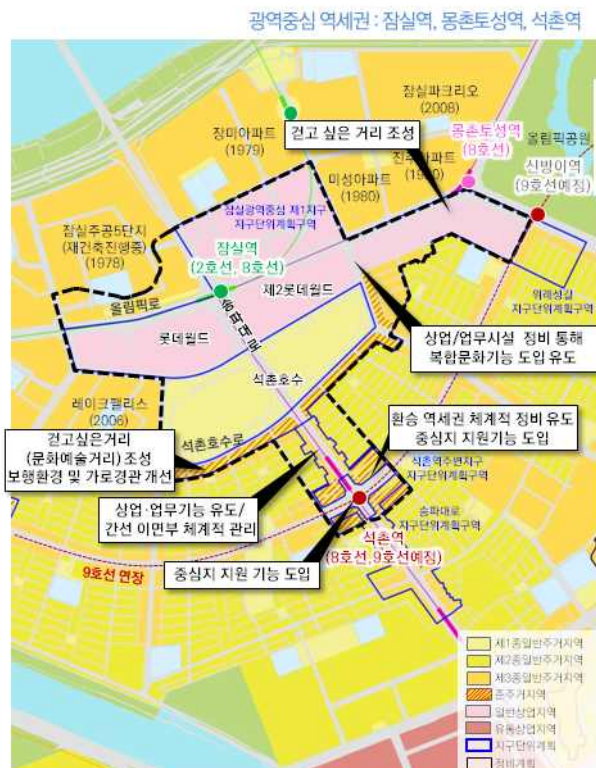 광역중심 역세권 : 잠실역, 몽촌토성역, 석촌역
잠실파크리오
(2008)
장미아파트
(1979)
걷고 싶은 거리 조성
몽촌토성역
(8호선)
올림픽공원
신방이역
(9호선예정)
진주아파트
미성아파트
(1980)
잠실광역중심 제1지구
지구단위계획구역
잠실주공5단지
(재건축진행중)
(1978)
잠실역
(2호선, 8호선)
올림픽로
제2롯데월드
송파대로
위례성길
지구단위계획구역
롯데월드
상업/업무시설 정비 통해
복합문화기능 도입 유도
석촌호수
레이크팰리스
(2006)
석촌호수로
환승 역세권 체계적 정비 유도
중심지 지원기능 도입
걷고싶은거리
(문화예술거리) 조성
보행환경 및 가로경관 개선
석촌역주변지구
지구단위계획구역
상업·업무기능 유도/
간선 이면부 체계적 관리
송파대로
지구단위계획구역
석촌역
(8호선, 9호선예정)
9호선 연장
중심지 지원 기능 도입
제1종일반주거지역
제2종일반주거지역
제3종일반주거지역
준주거지역
일반상업지역
유통상업지역
지구단위계획
정비계획